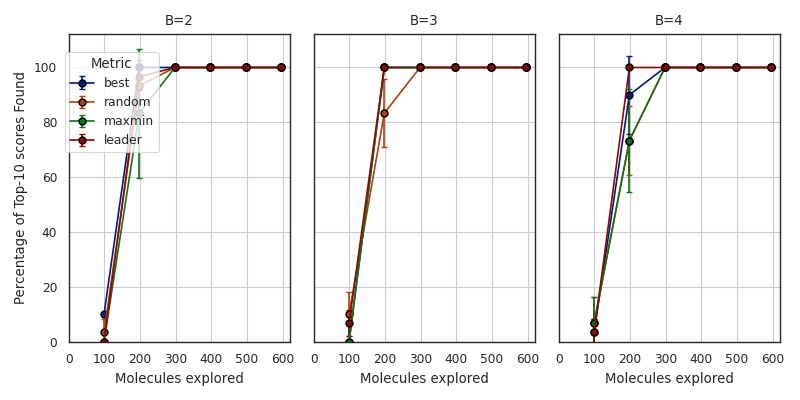 B=2
B=3
B=4
Percentage of Top-10 scores Found
100
80
60
40
20
0
Metric
best
random
maxmin
leader
0 100 200 300 400 500 600
0 100 200 300 400 500 600
0 100 200 300 400 500 600
Molecules explored
Molecules explored
Molecules explored